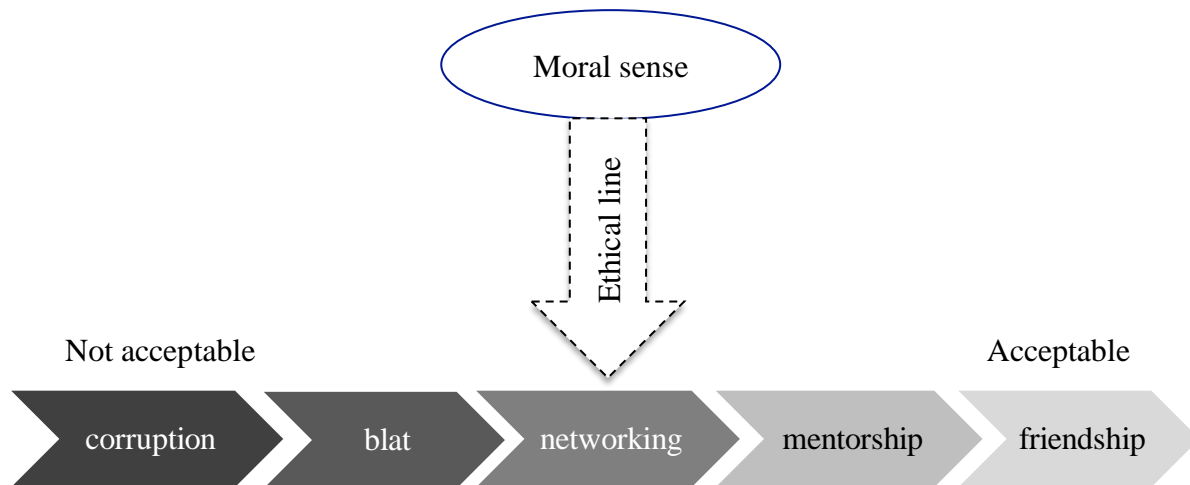 Moral sense
Ethical line
Not acceptable
Acceptable
corruption
blat
networking
mentorship
friendship